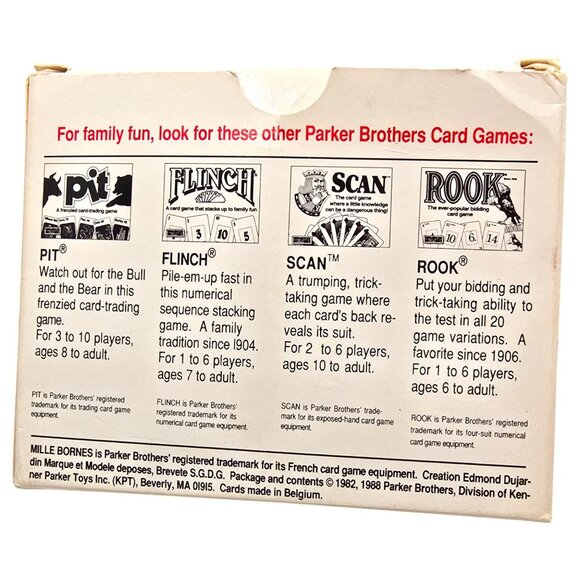 For family fun, look for these other Parker Brothers Card Games:
pit
A frenzied card-trading game
PIT®
Watch out for the Bull
and the Bear in this
frenzied card-trading
game.
For 3 to 10 players,
ages 8 to adult.
PIT is Parker Brothers' registered
trademark for its trading card game
equipment.
FLINCH
A card game that stacks up to family fun
3 10 5
FLINCH®
Pile-em-up fast in
this numerical
sequence stacking
game. A family
tradition since 1904.
For 1 to 6 players,
ages 7 to adult.
FLINCH is Parker Brothers'
registered trademark for its
numerical card game equipment.
SCAN
The card game
where a little knowledge
can be a dangerous thing!
SCAN™
A trumping, trick-
taking game where
each card's back re-
veals its suit.
For 2 to 6 players,
ages 10 to adult.
SCAN is Parker Brothers' trade-
mark for its exposed-hand card game
equipment.
ROOK
The ever-popular bidding
card game
10 6 14
ROOK®
Put your bidding and
trick-taking ability to
the test in all 20
game variations. A
favorite since 1906.
For 1 to 6 players,
ages 6 to adult.
ROOK is Parker Brothers' registered
trademark for its four-suit numerical
card game equipment.
MILLE BORNES is Parker Brothers' registered trademark for its French card game equipment. Creation Edmond Dujar-
din Marque et Modele deposes, Brevete S.G.D.G. Package and contents © 1982, 1988 Parker Brothers, Division of Ken-
ner Parker Toys Inc. (KPT), Beverly, MA 01915. Cards made in Belgium.